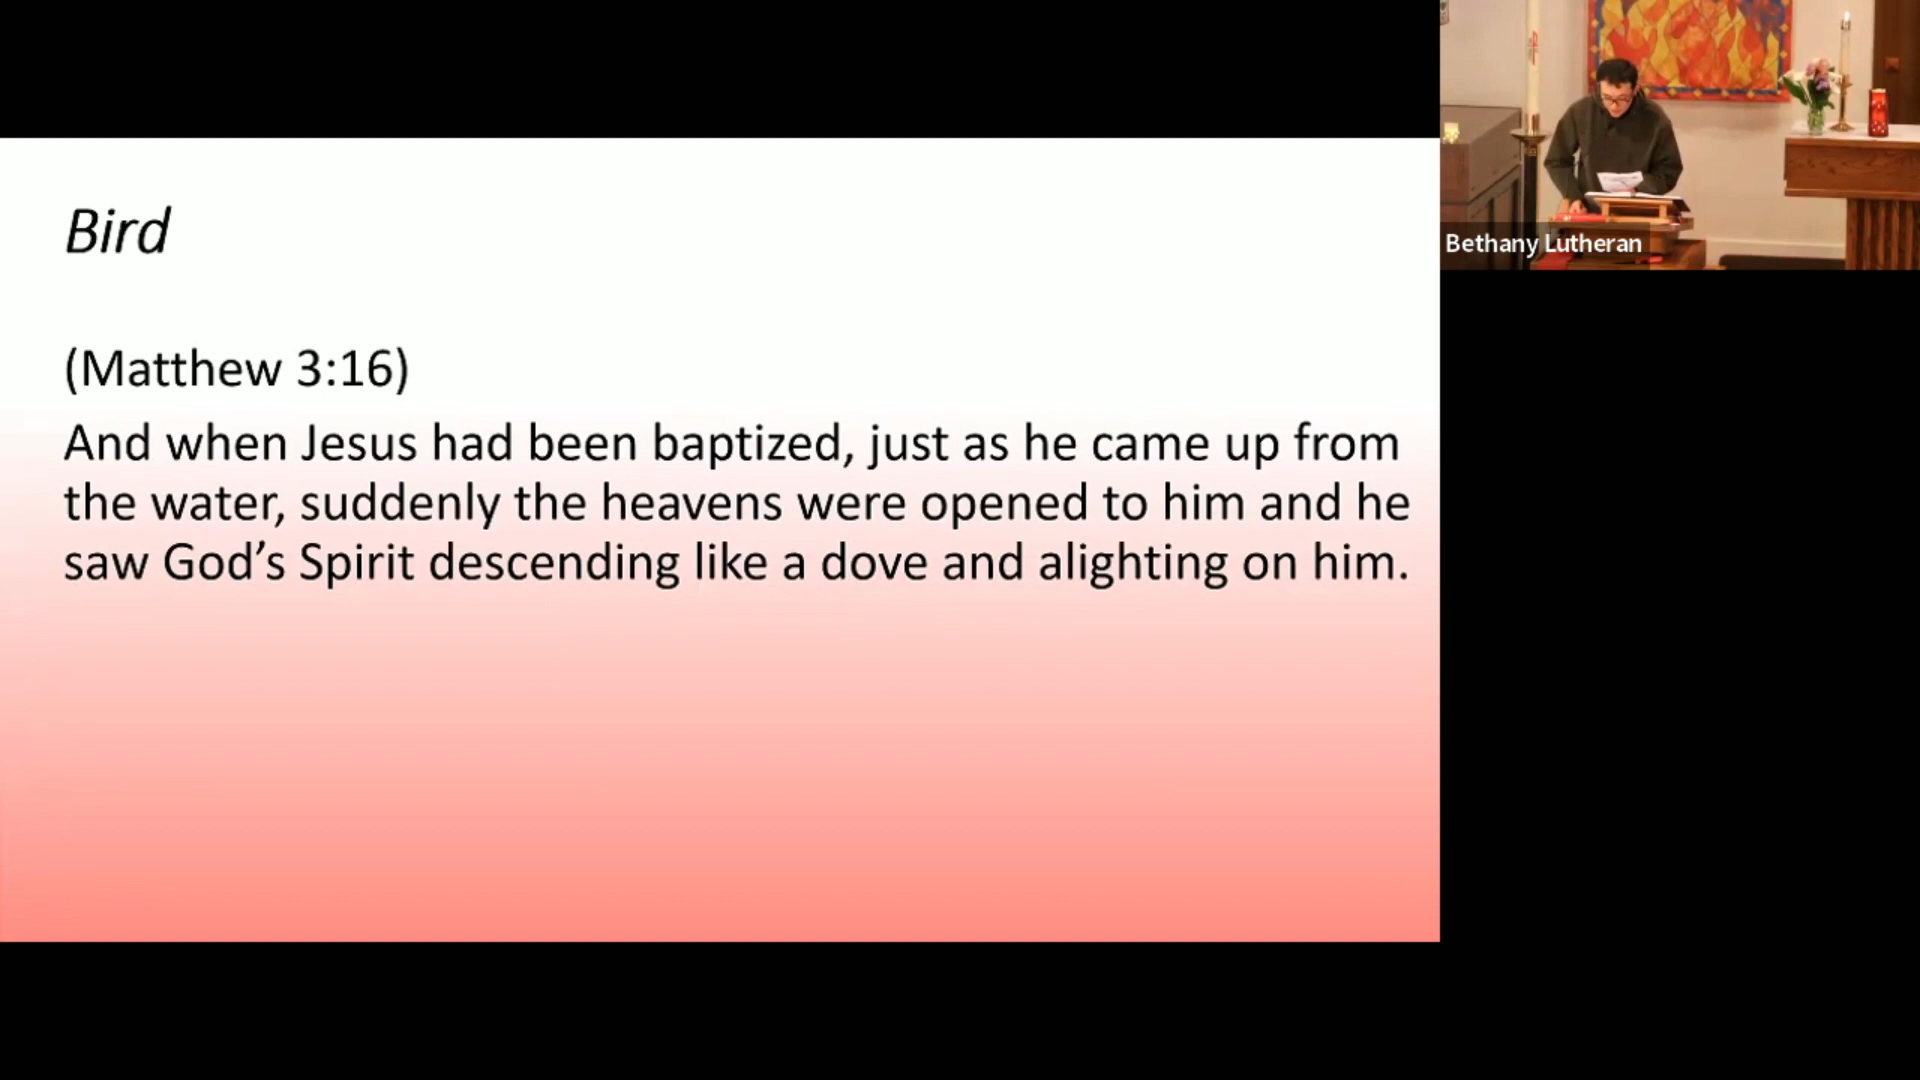 Bird
(Matthew 3:16)
And when Jesus had been baptized, just as he came up from
the water, suddenly the heavens were opened to him and he
saw God’s Spirit descending like a dove and alighting on him.
Bethany Lutheran